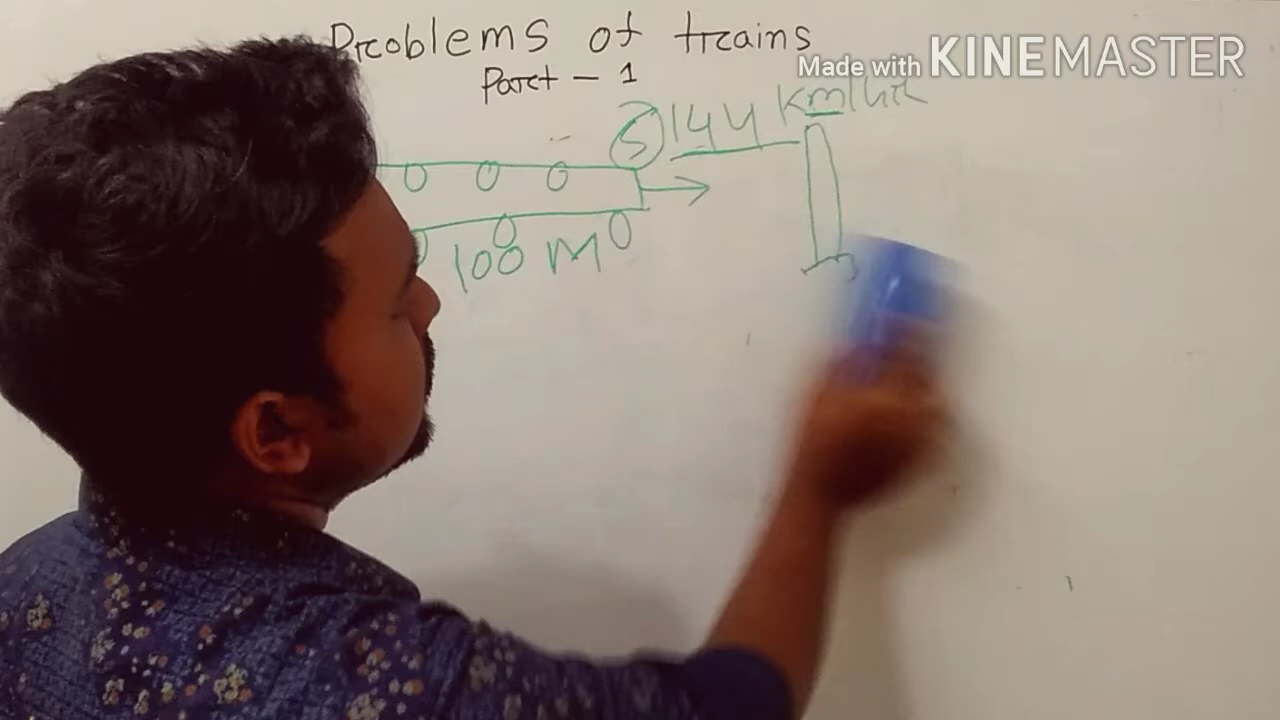 Problems of trains
Part - 1
Made with KINEMASTER
S 144 km/hr
100 M